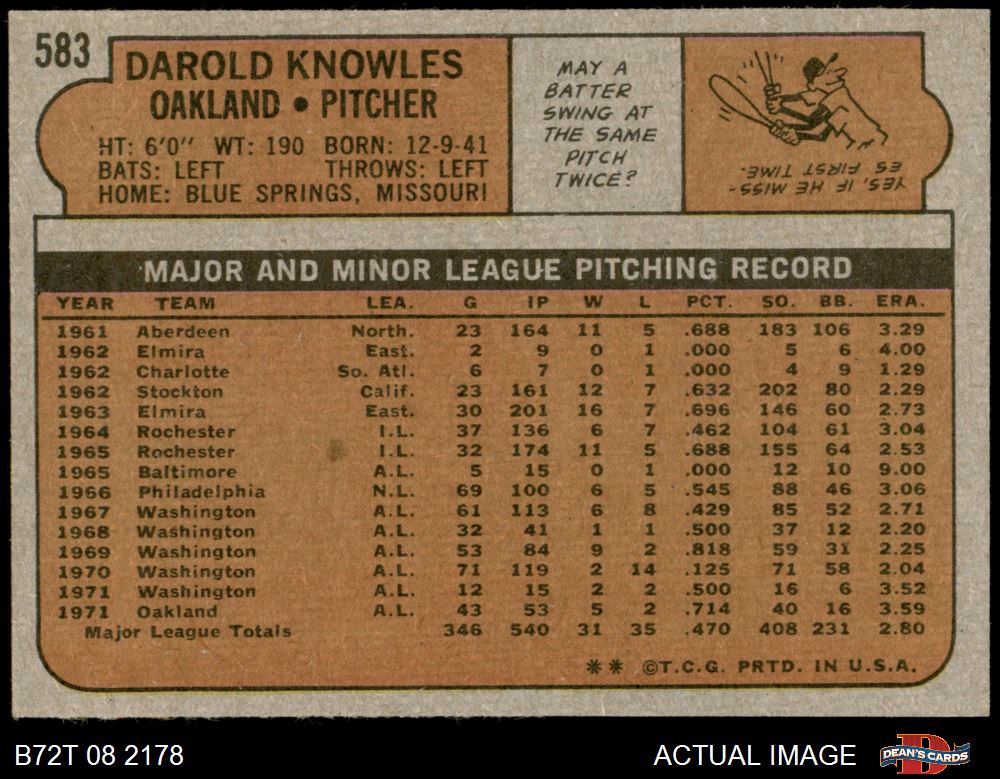 583
DAROLD KNOWLES
OAKLAND • PITCHER
HT: 6'0" WT: 190 BORN: 12-9-41
BATS: LEFT THROWS: LEFT
HOME: BLUE SPRINGS, MISSOURI
MAY A
BATTER
SWING AT
THE SAME
PITCH
TWICE?
YES, IF HE MISS-
ES FIRST TIME.
MAJOR AND MINOR LEAGUE PITCHING RECORD
YEAR TEAM LEA. G IP W L PCT. SO. BB. ERA.
1961 Aberdeen North. 23 164 11 5 .688 183 106 3.29
1962 Elmira East. 2 9 0 1 .000 5 6 4.00
1962 Charlotte So. Atl. 6 7 0 1 .000 4 9 1.29
1962 Stockton Calif. 23 161 12 7 .632 202 80 2.29
1963 Elmira East. 30 201 16 7 .696 146 60 2.73
1964 Rochester I.L. 37 136 6 7 .462 104 61 3.04
1965 Rochester I.L. 32 174 11 5 .688 155 64 2.53
1965 Baltimore A.L. 5 15 0 1 .000 12 10 9.00
1966 Philadelphia N.L. 69 100 6 5 .545 88 46 3.06
1967 Washington A.L. 61 113 6 8 .429 85 52 2.71
1968 Washington A.L. 32 41 1 1 .500 37 12 2.20
1969 Washington A.L. 53 84 9 2 .818 59 31 2.25
1970 Washington A.L. 71 119 2 14 .125 71 58 2.04
1971 Washington A.L. 12 15 2 2 .500 16 6 3.52
1971 Oakland A.L. 43 53 5 2 .714 40 16 3.59
Major League Totals 346 540 31 35 .470 408 231 2.80
** ©T.C.G. PRTD. IN U.S.A.
B72T 08 2178 ACTUAL IMAGE DEAN'S CARDS